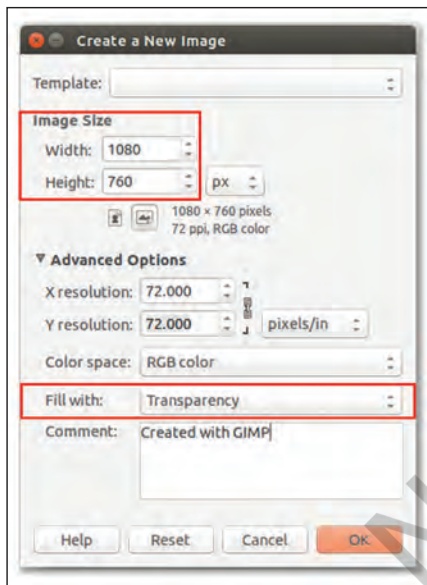 Create a New Image
Template:
Image Size
Width: 1080
Height: 760 px
1080 × 760 pixels
72 ppi, RGB color
Advanced Options
X resolution: 72.000
Y resolution: 72.000 pixels/in
Color space: RGB color
Fill with: Transparency
Comment: Created with GIMP
Help Reset Cancel OK